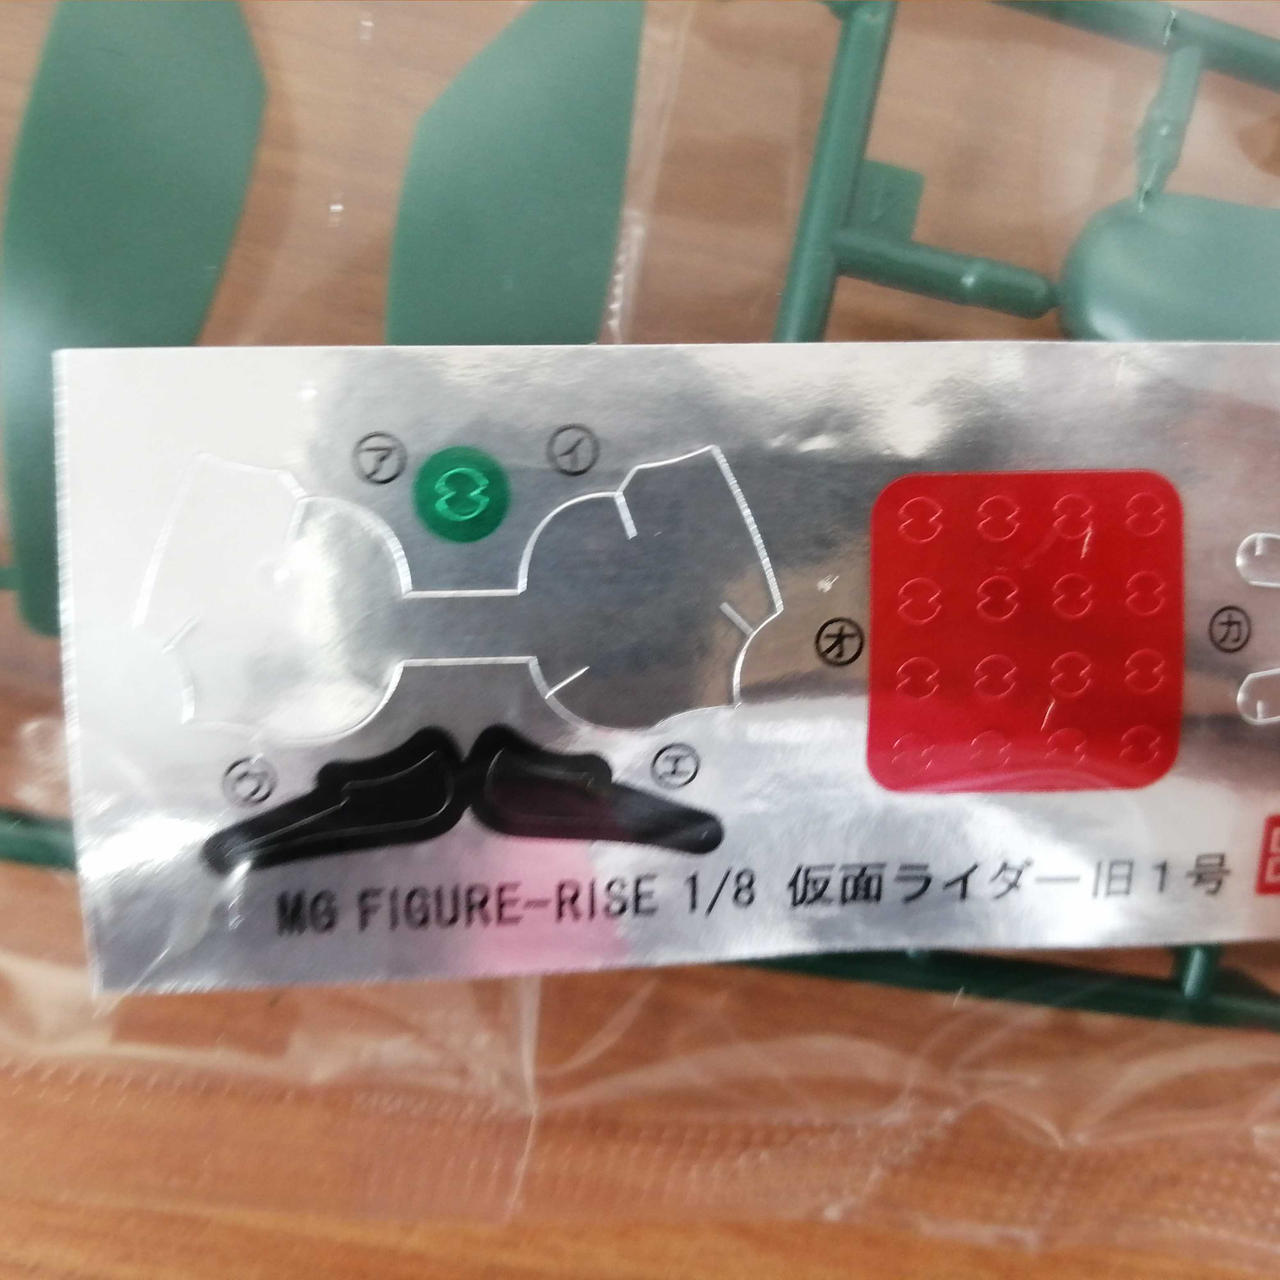 ㋐ ㋑
㋔ ㋕
㋒ ㋓
MG FIGURE-RISE 1/8 仮面ライダー旧1号